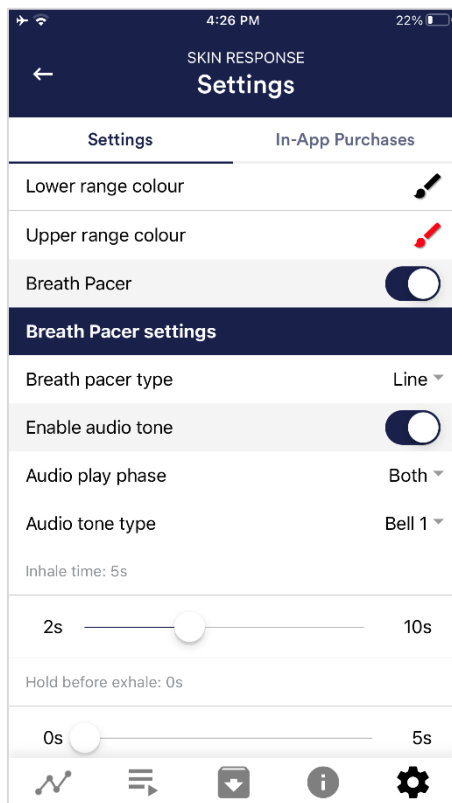 4:26 PM 22%
SKIN RESPONSE
Settings
Settings In-App Purchases
Lower range colour
Upper range colour
Breath Pacer
Breath Pacer settings
Breath pacer type Line
Enable audio tone
Audio play phase Both
Audio tone type Bell 1
Inhale time: 5s
2s 10s
Hold before exhale: 0s
0s 5s